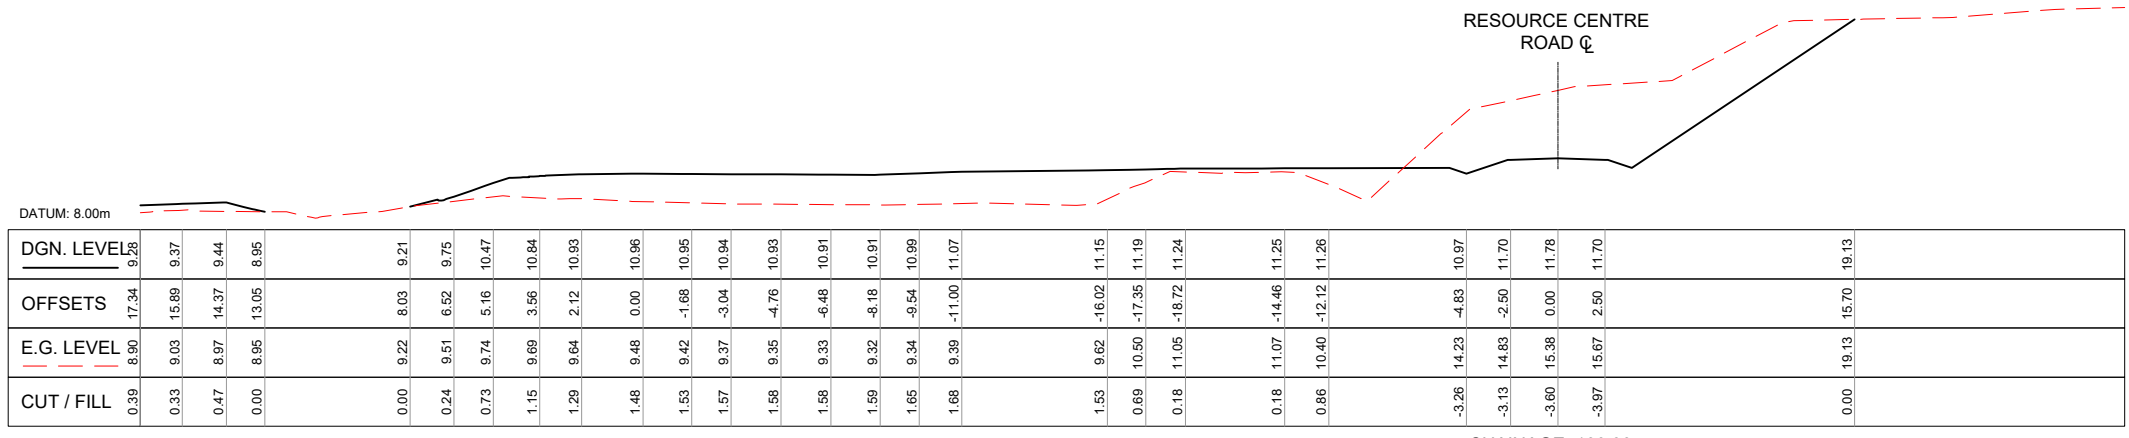 RESOURCE CENTRE
ROAD ℄
DATUM: 8.00m
DGN. LEVEL 9.28 9.37 9.44 8.95 9.21 9.75 10.47 10.84 10.93 10.96 10.95 10.94 10.93 10.91 10.91 10.99 11.07 11.15 11.19 11.24 11.25 11.26 10.97 11.70 11.78 11.70 19.13
OFFSETS 17.34 15.89 14.37 13.05 8.03 6.52 5.16 3.56 2.12 0.00 -1.68 -3.04 -4.76 -6.48 -8.18 -9.54 -11.00 -16.02 -17.35 -18.72 -14.46 -12.12 -4.83 -2.50 0.00 2.50 15.70
E.G. LEVEL 8.90 9.03 8.97 8.95 9.22 9.51 9.74 9.69 9.64 9.48 9.42 9.37 9.35 9.33 9.32 9.34 9.39 9.62 10.50 11.05 11.07 10.40 14.23 14.83 15.38 15.67 19.13
CUT / FILL 0.39 0.33 0.47 0.00 0.00 0.24 0.73 1.15 1.29 1.48 1.53 1.57 1.58 1.58 1.59 1.65 1.68 1.53 0.69 0.18 0.18 0.86 -3.26 -3.13 -3.60 -3.97 0.00